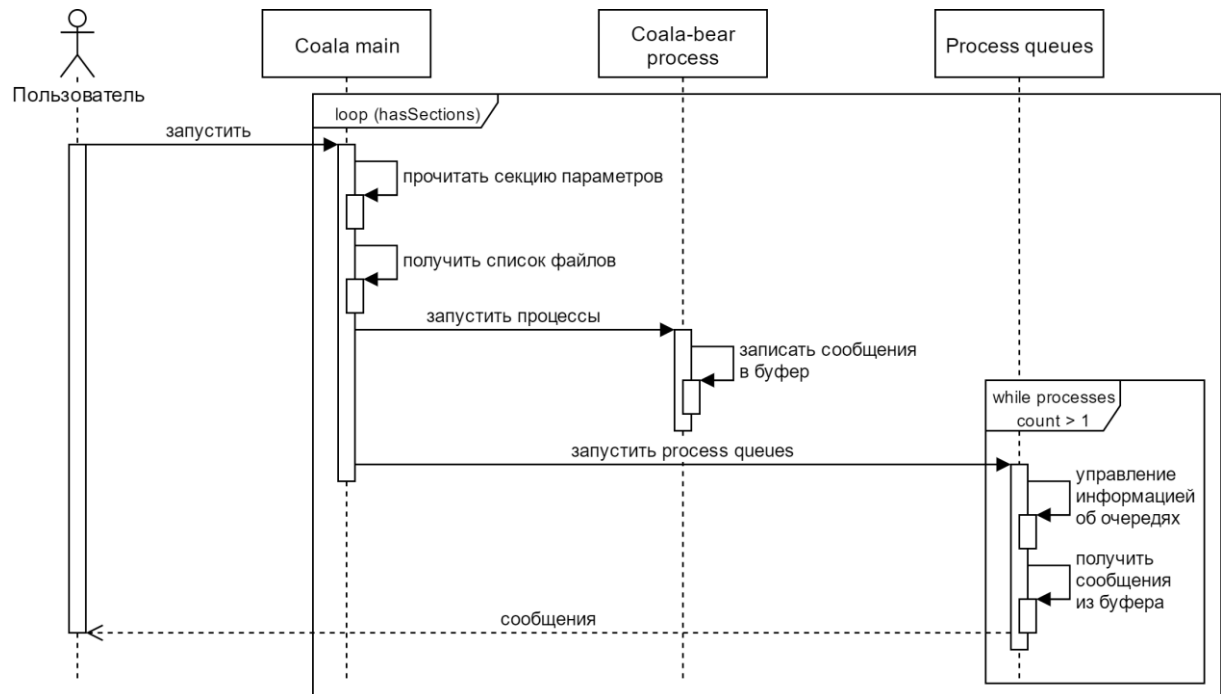 Coala main
Coala-bear
process
Process queues
Пользователь
loop (hasSections)
запустить
прочитать секцию параметров
получить список файлов
запустить процессы
записать сообщения
в буфер
while processes
count > 1
запустить process queues
управление
информацией
об очередях
получить
сообщения
из буфера
сообщения